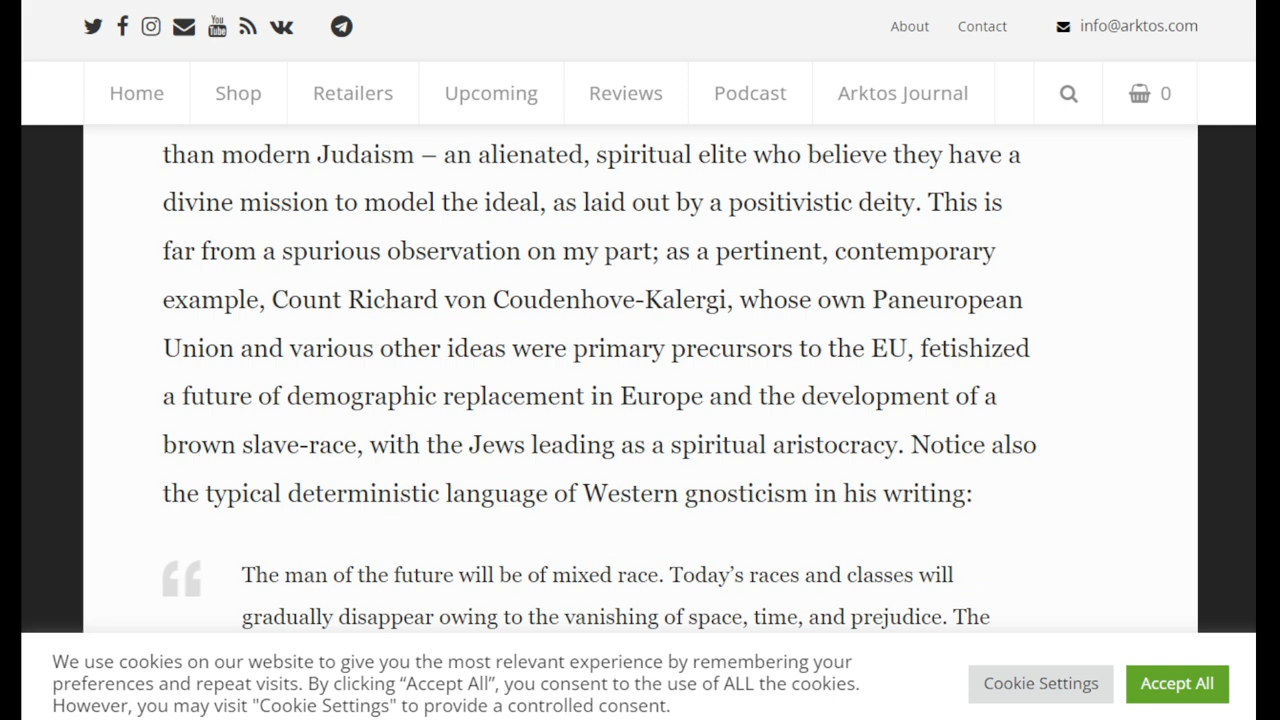 You Tube
About Contact info@arktos.com
Home Shop Retailers Upcoming Reviews Podcast Arktos Journal 0
than modern Judaism – an alienated, spiritual elite who believe they have a
divine mission to model the ideal, as laid out by a positivistic deity. This is
far from a spurious observation on my part; as a pertinent, contemporary
example, Count Richard von Coudenhove-Kalergi, whose own Paneuropean
Union and various other ideas were primary precursors to the EU, fetishized
a future of demographic replacement in Europe and the development of a
brown slave-race, with the Jews leading as a spiritual aristocracy. Notice also
the typical deterministic language of Western gnosticism in his writing:
“ The man of the future will be of mixed race. Today’s races and classes will
gradually disappear owing to the vanishing of space, time, and prejudice. The
We use cookies on our website to give you the most relevant experience by remembering your
preferences and repeat visits. By clicking “Accept All”, you consent to the use of ALL the cookies.
However, you may visit "Cookie Settings" to provide a controlled consent.
Cookie Settings Accept All